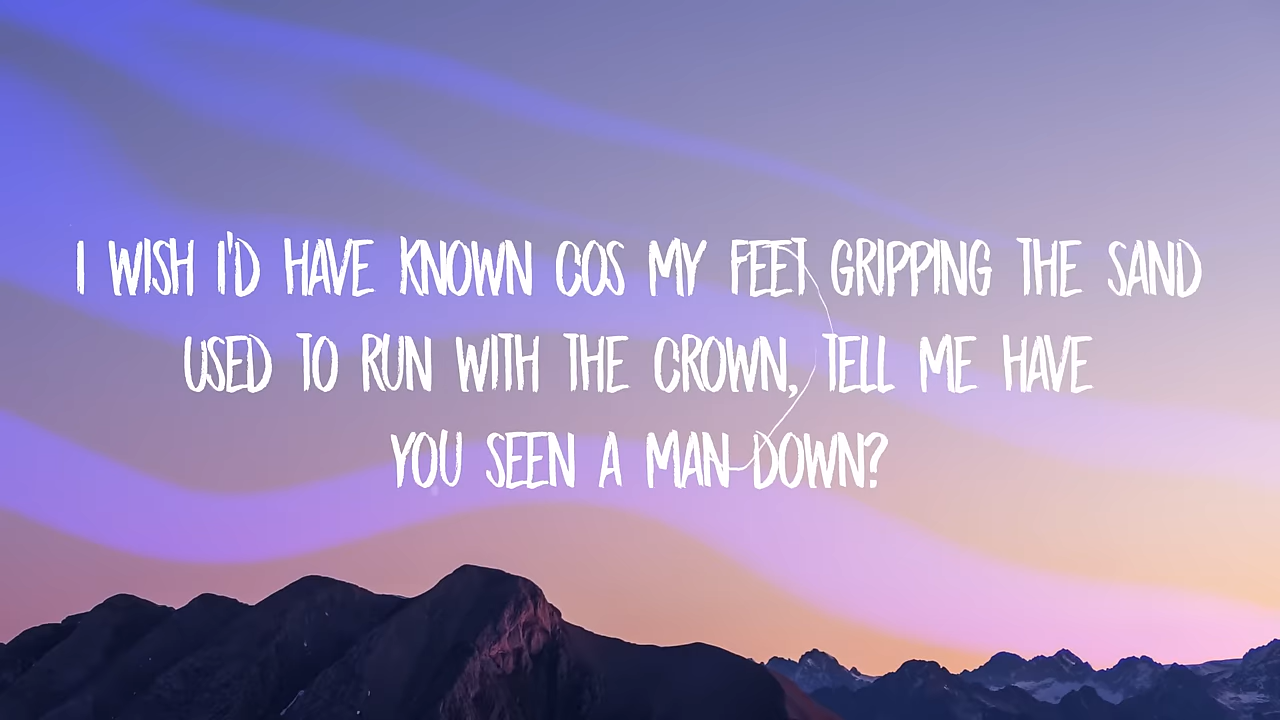 I WISH I'D HAVE KNOWN COS MY FEET GRIPPING THE SAND
USED TO RUN WITH THE CROWN, TELL ME HAVE
YOU SEEN A MAN DOWN?